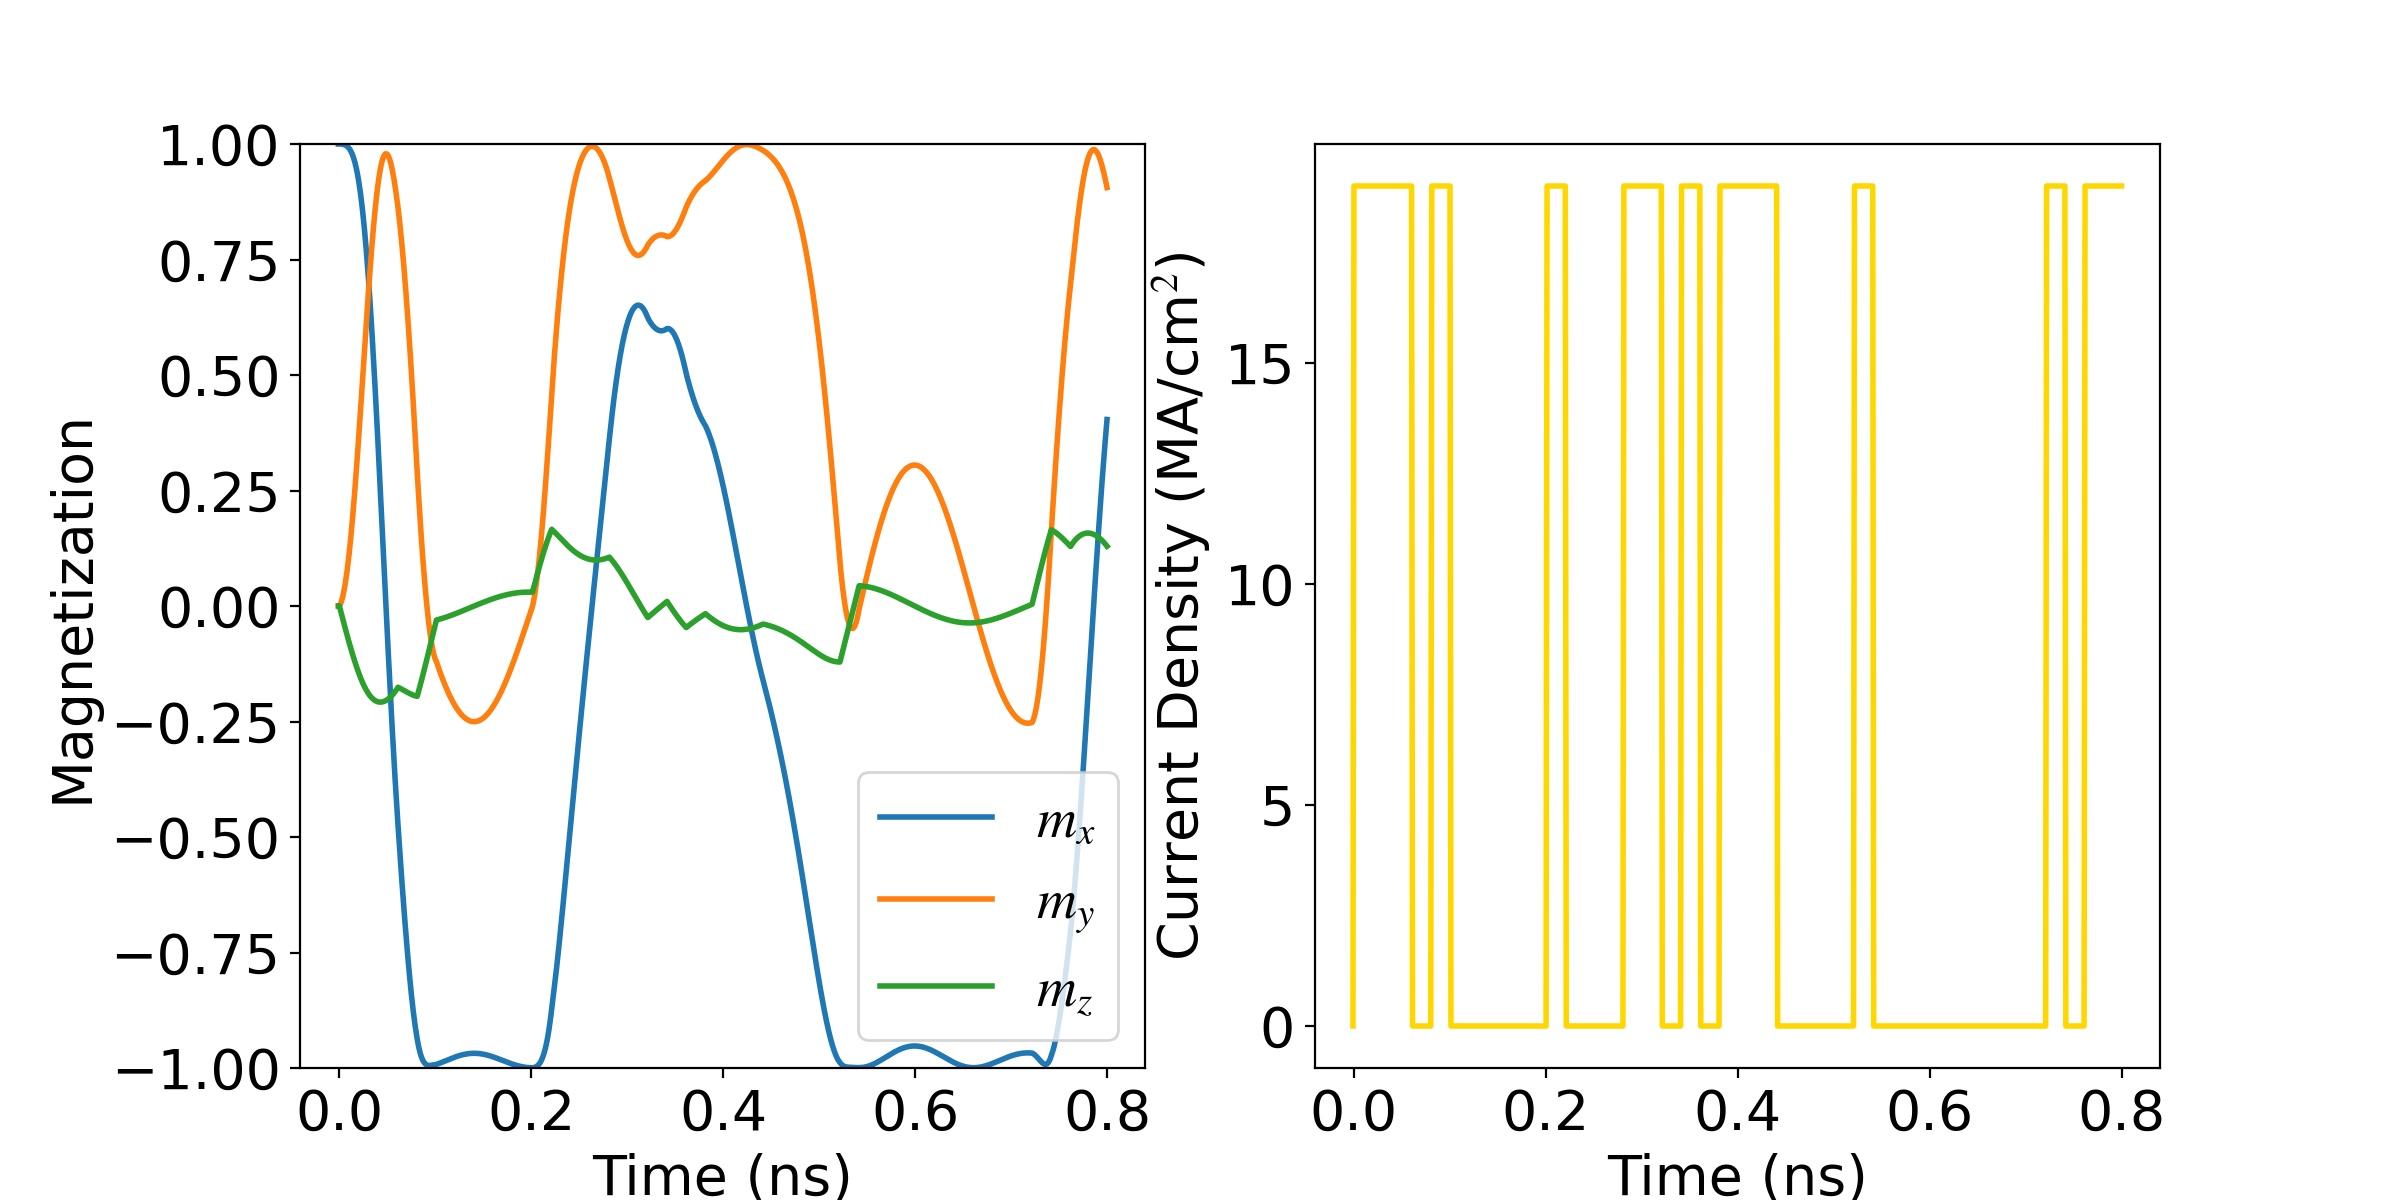 Magnetization
1.00
0.75
0.50
0.25
0.00
−0.25
−0.50
−0.75
−1.00
0.0 0.2 0.4 0.6 0.8
Time (ns)
m_x
m_y
m_z
Current Density (MA/cm²)
15
10
5
0
0.0 0.2 0.4 0.6 0.8
Time (ns)